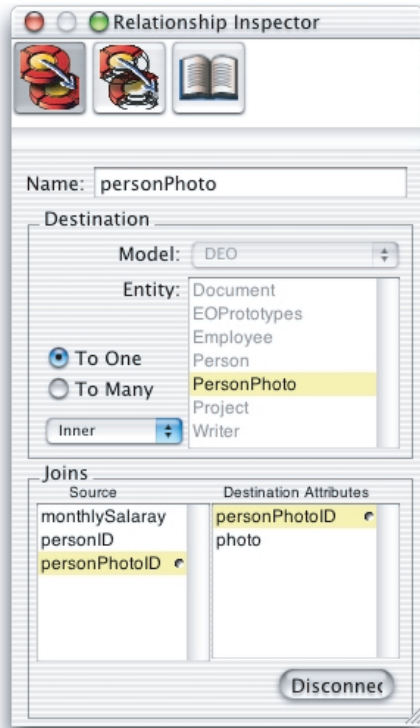 Relationship Inspector
Name: personPhoto
Destination
Model: DEO
Entity: Document
EOPrototypes
Employee
Person
PersonPhoto
Project
Writer
To One
To Many
Inner
Joins
Source Destination Attributes
monthlySalaray personPhotoID
personID photo
personPhotoID
Disconnec